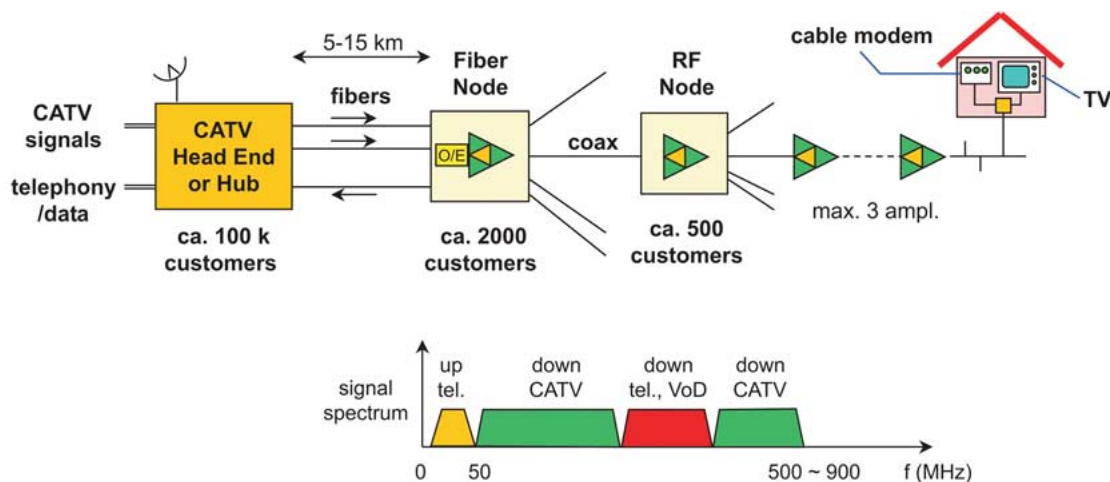 5-15 km
Fiber
Node
RF
Node
cable modem
TV
fibers
CATV
signals
telephony
/data
CATV
Head End
or Hub
O/E
coax
max. 3 ampl.
ca. 100 k
customers
ca. 2000
customers
ca. 500
customers
signal
spectrum
up
tel.
down
CATV
down
tel., VoD
down
CATV
0
50
500 ~ 900
f (MHz)